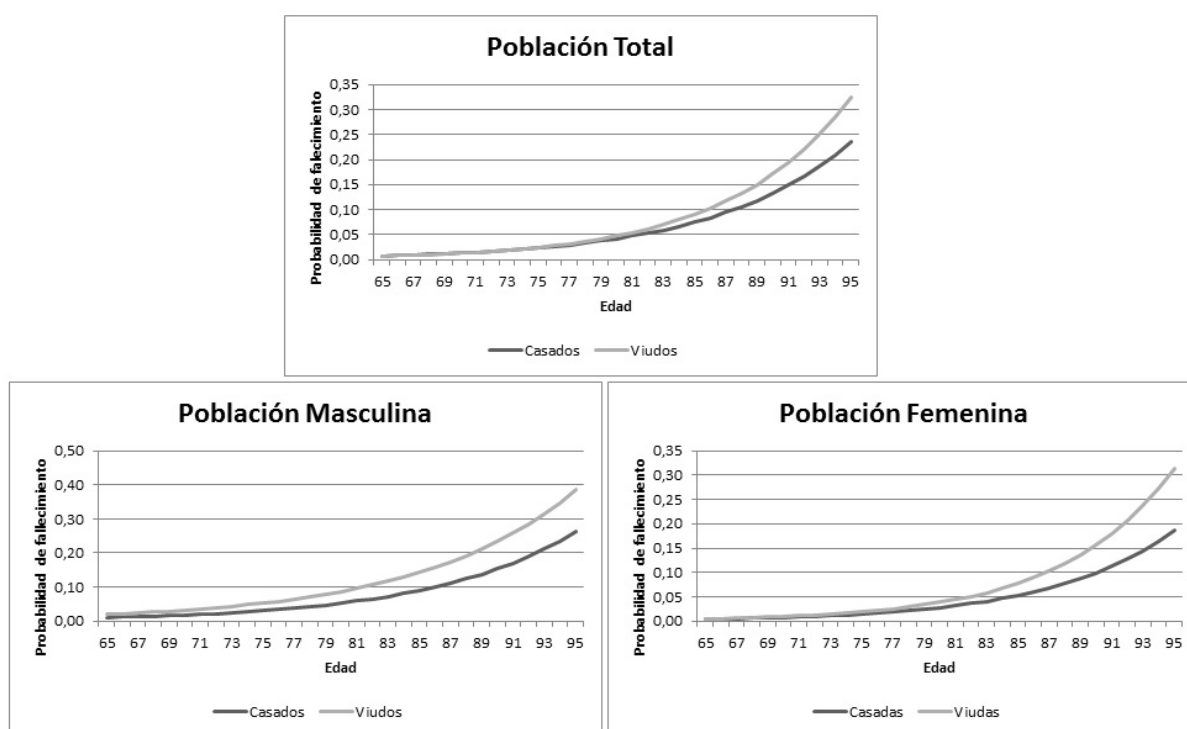 Población Total
Probabilidad de falecimiento
0,35
0,30
0,25
0,20
0,15
0,10
0,05
0,00
65 67 69 71 73 75 77 79 81 83 85 87 89 91 93 95
Edad
Casados Viudos
Población Masculina
Probabilidad de fallecimiento
0,50
0,40
0,30
0,20
0,10
0,00
65 67 69 71 73 75 77 79 81 83 85 87 89 91 93 95
Edad
Casados Viudos
Población Femenina
Probabilidad de fallecimiento
0,35
0,30
0,25
0,20
0,15
0,10
0,05
0,00
65 67 69 71 73 75 77 79 81 83 85 87 89 91 93 95
Edad
Casadas Viudas